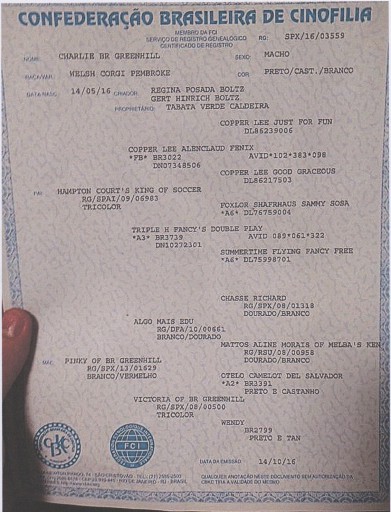 CONFEDERAÇÃO BRASILEIRA DE CINOFILIA
MEMBRO DA FCI
SERVIÇO DE REGISTRO GENEALÓGICO RG: SPX/16/03559
CERTIFICADO DE REGISTRO
NOME: CHARLIE BR GREENHILL SEXO: MACHO
RAÇA/VAR.: WELSH CORGI PEMBROKE COR PRETO/CAST./BRANCO
DATA NASC. 14/05/16 CRIADOR: REGINA POSADA BOLTZ
GERT HINRICH BOLTZ
PROPRIETÁRIO: TABATA VERDE CALDEIRA
COPPER LEE JUST FOR FUN
DL86239006
COPPER LEE ALENCLAUD FENIX
*FB* BR3022 AVID*102*383*098
DN07348506
COPPER LEE GOOD GRACEOUS
DL86217503
PAI: HAMPTON COURT'S KING OF SOCCER
RG/SPAI/09/06983
TRICOLOR
FOXLOR SHAFRHAUS SAMMY SOSA
*A6* DL76759004
TRIPLE H FANCY'S DOUBLE PLAY
*A3* BR3739 AVID 089*061*322
DN10272301
SUMMERTIME FLYING FANCY FREE
*A6* DL75998701
CHASE RICHARD
RG/SPX/08/01318
DOURADO/BRANCO
ALGO MAIS EDU
RG/DFA/10/00661
BRANCO/DOURADO
MATTOS ALINE MORAIS OF MELBA'S KEN
RG/RSU/08/00958
DOURADO/BRANCO
MÃE: PINKY OF BR GREENHILL
RG/SPX/13/01629
BRANCO/VERMELHO
OTELO CAMELOT DEL SALVADOR
*A2* BR3391
PRETO E CASTANHO
VICTORIA OF BR GREENHILL
RG/SPX/08/00500
TRICOLOR
WENDY
BR2799
PRETO E TAN
CBKC
FCI
DATA DA EMISSÃO 14/10/16
QUALQUER ANOTAÇÃO NESSE DOCUMENTO SEM AUTORIZAÇÃO DA
CBKC TIRA A VALIDADE DO MESMO